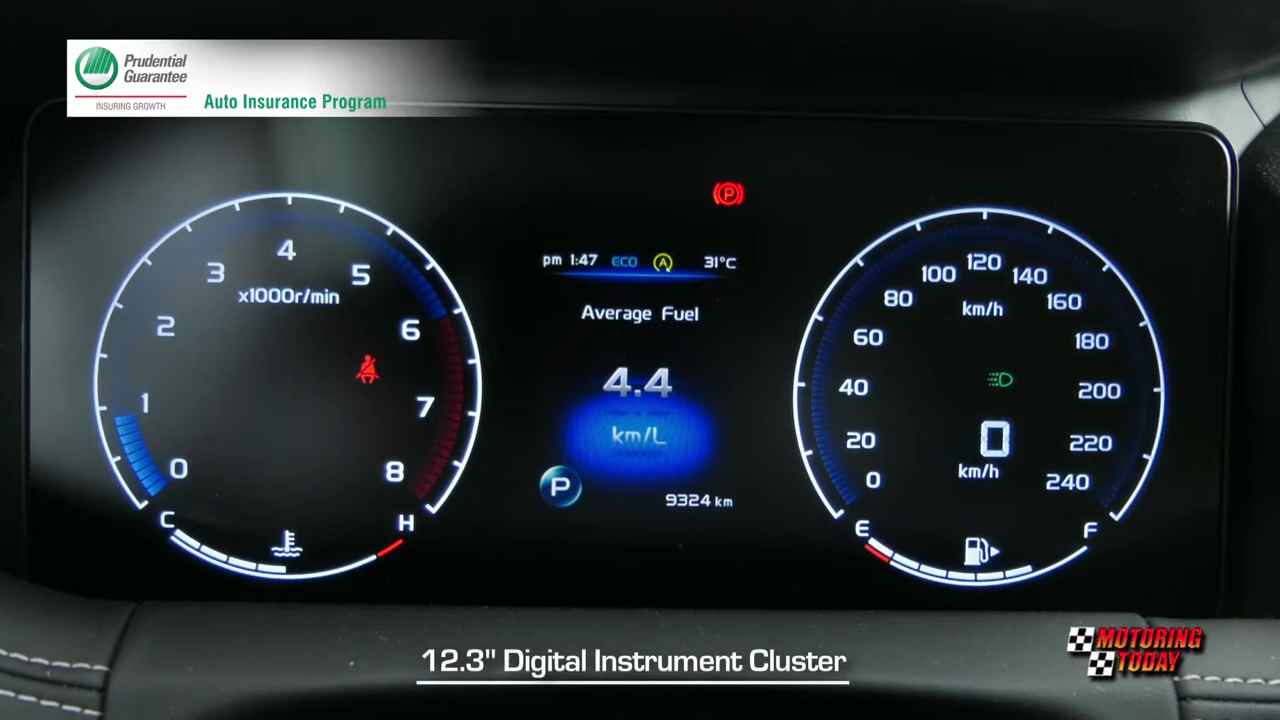 Prudential
Guarantee
INSURING GROWTH
Auto Insurance Program
P
pm 1:47 ECO A 31°C
Average Fuel
4.4
km/L
P
9324 km
0
1
2
3
4
5
6
7
8
x1000r/min
C
H
0
20
40
60
80
100
120
140
160
180
200
220
240
km/h
0
km/h
E
F
12.3" Digital Instrument Cluster
MOTORING
TODAY